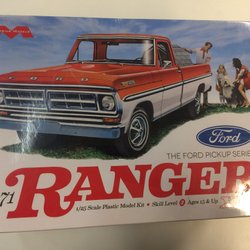 FORD
Ford
THE FORD PICKUP SERIES
71
RANGER
1/25 Scale Plastic Model Kit • Skill Level 2 Ages 15 & Up